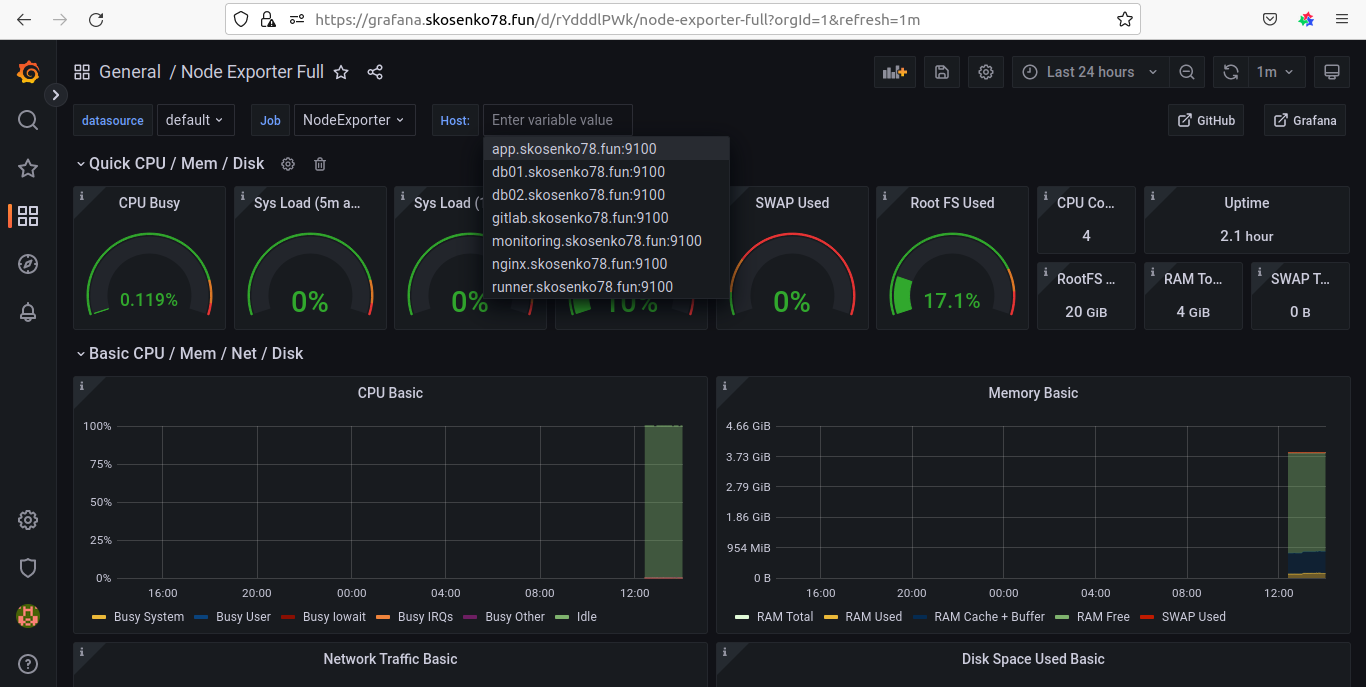 https://grafana.skosenko78.fun/d/rYdddlPWk/node-exporter-full?orgId=1&refresh=1m
General / Node Exporter Full
Last 24 hours
1m
datasource default Job NodeExporter Host: Enter variable value GitHub Grafana
app.skosenko78.fun:9100
db01.skosenko78.fun:9100
db02.skosenko78.fun:9100
gitlab.skosenko78.fun:9100
monitoring.skosenko78.fun:9100
nginx.skosenko78.fun:9100
runner.skosenko78.fun:9100
Quick CPU / Mem / Disk
CPU Busy
0.119%
Sys Load (5m a...
0%
Sys Load (1
0%
10%
SWAP Used
0%
Root FS Used
17.1%
CPU Co...
4
Uptime
2.1 hour
RootFS ...
20 GiB
RAM To...
4 GiB
SWAP T...
0 B
Basic CPU / Mem / Net / Disk
CPU Basic
100%
75%
50%
25%
0%
16:00 20:00 00:00 04:00 08:00 12:00
Busy System Busy User Busy Iowait Busy IRQs Busy Other Idle
Memory Basic
4.66 GiB
3.73 GiB
2.79 GiB
1.86 GiB
954 MiB
0 B
16:00 20:00 00:00 04:00 08:00 12:00
RAM Total RAM Used RAM Cache + Buffer RAM Free SWAP Used
Network Traffic Basic
Disk Space Used Basic